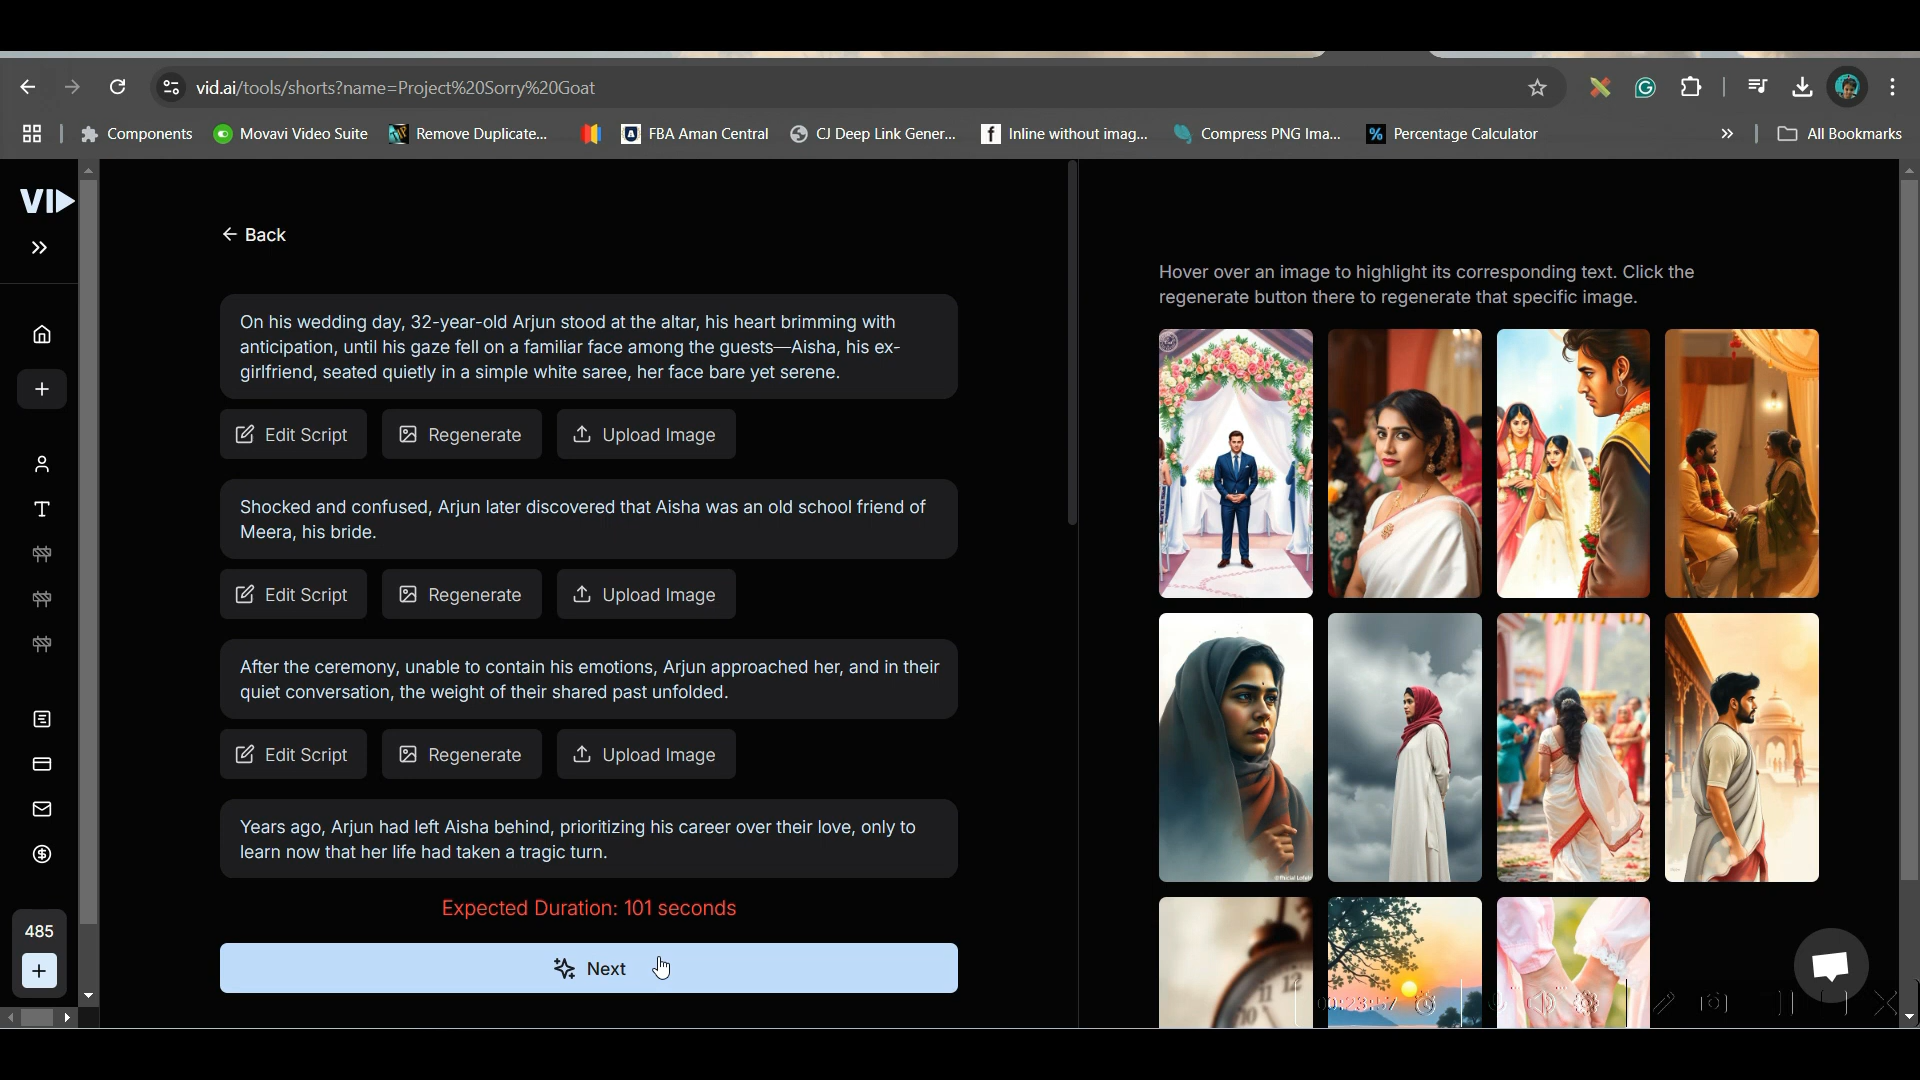 vid.ai/tools/shorts?name=Project%20Sorry%20Goat
Components
Movavi Video Suite
Remove Duplicate...
FBA Aman Central
CJ Deep Link Gener...
Inline without imag...
Compress PNG Ima...
Percentage Calculator
All Bookmarks
VID
Back
On his wedding day, 32-year-old Arjun stood at the altar, his heart brimming with
anticipation, until his gaze fell on a familiar face among the guests—Aisha, his ex-
girlfriend, seated quietly in a simple white saree, her face bare yet serene.
Edit Script
Regenerate
Upload Image
Shocked and confused, Arjun later discovered that Aisha was an old school friend of
Meera, his bride.
Edit Script
Regenerate
Upload Image
After the ceremony, unable to contain his emotions, Arjun approached her, and in their
quiet conversation, the weight of their shared past unfolded.
Edit Script
Regenerate
Upload Image
Years ago, Arjun had left Aisha behind, prioritizing his career over their love, only to
learn now that her life had taken a tragic turn.
Expected Duration: 101 seconds
Next
485
Hover over an image to highlight its corresponding text. Click the
regenerate button there to regenerate that specific image.
11 12
00:23:57